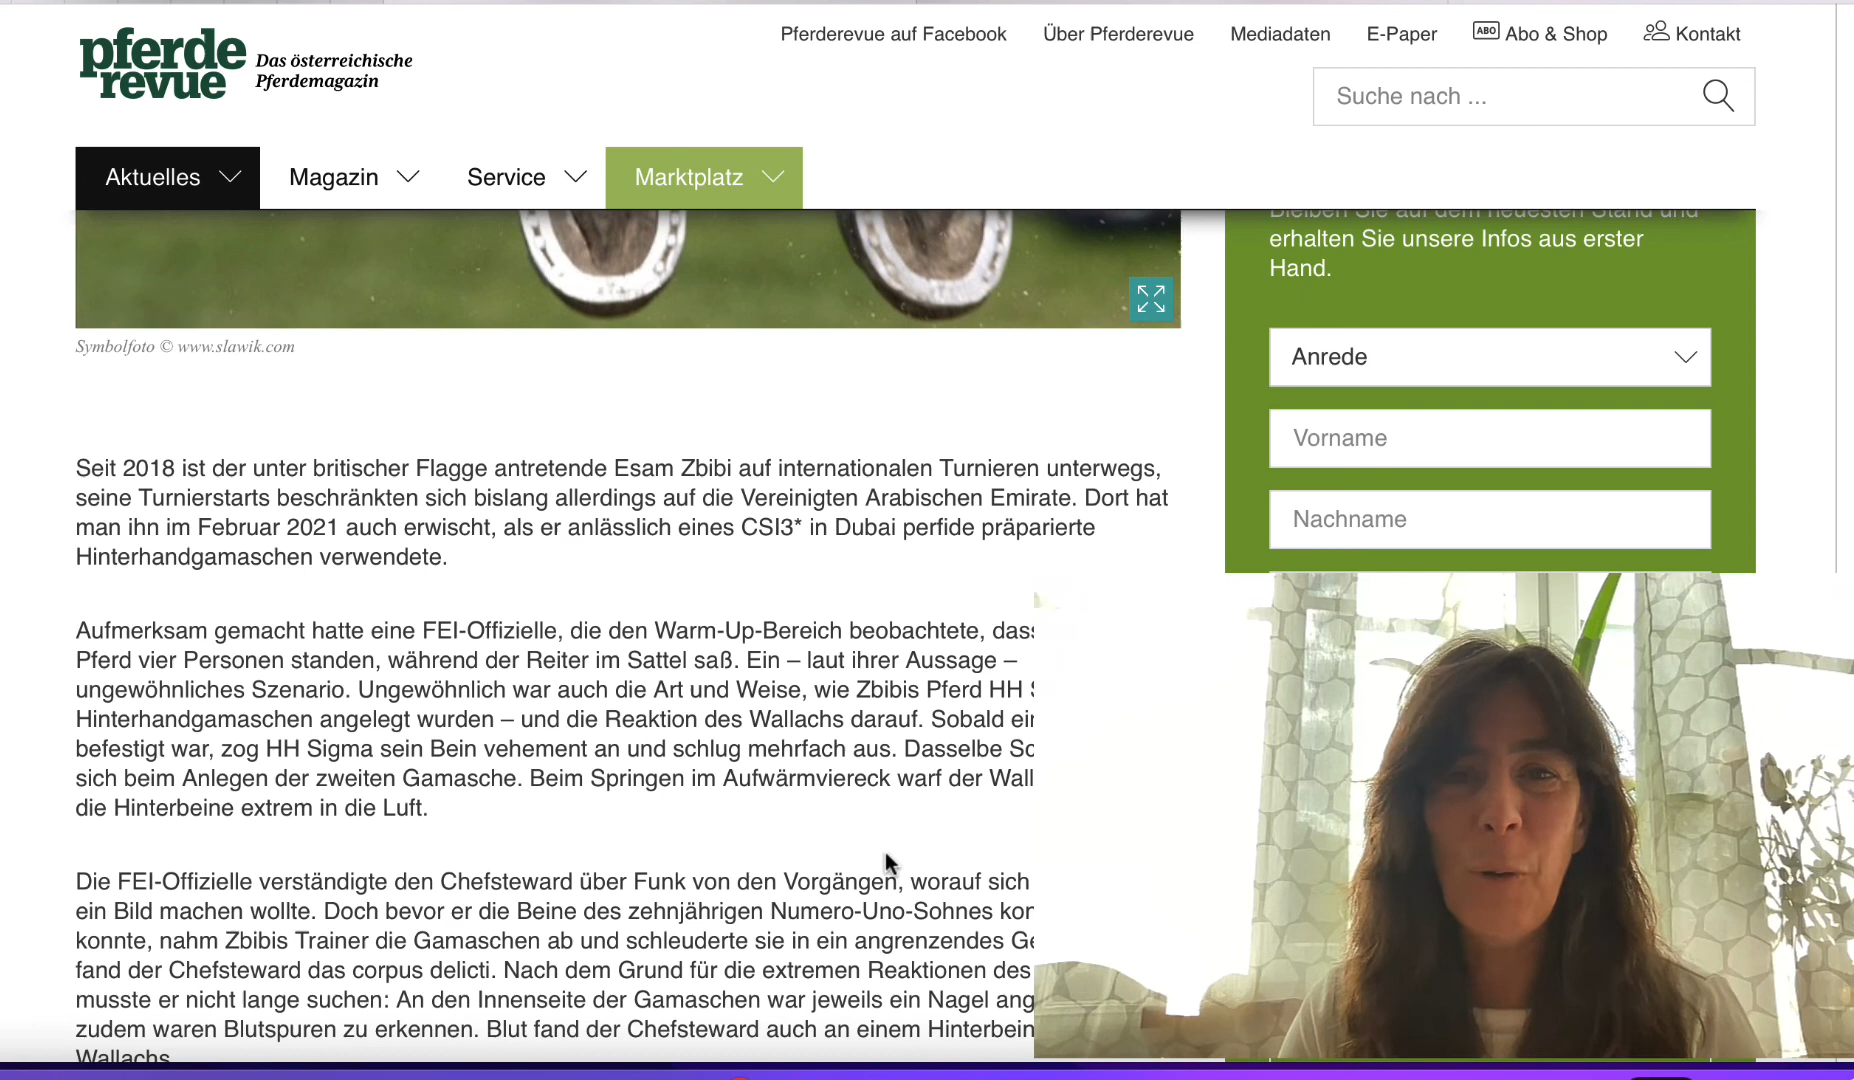 pferde
revue
Das österreichische
Pferdemagazin
Pferderevue auf Facebook
Über Pferderevue
Mediadaten
E-Paper
ABO Abo & Shop
Kontakt
Suche nach ...
Aktuelles
Magazin
Service
Marktplatz
Symbolfoto © www.slawik.com
Seit 2018 ist der unter britischer Flagge antretende Esam Zbibi auf internationalen Turnieren unterwegs,
seine Turnierstarts beschränkten sich bislang allerdings auf die Vereinigten Arabischen Emirate. Dort hat
man ihn im Februar 2021 auch erwischt, als er anlässlich eines CSI3* in Dubai perfide präparierte
Hinterhandgamaschen verwendete.
Aufmerksam gemacht hatte eine FEI-Offizielle, die den Warm-Up-Bereich beobachtete,
Pferd vier Personen standen, während der Reiter im Sattel saß. Ein – laut ihrer Aussage –
ungewöhnliches Szenario. Ungewöhnlich war auch die Art und Weise, wie Zbibis Pferd HH
Hinterhandgamaschen angelegt wurden – und die Reaktion des Wallachs darauf. Sobald
befestigt war, zog HH Sigma sein Bein vehement an und schlug mehrfach aus. Dasselbe
sich beim Anlegen der zweiten Gamasche. Beim Springen im Aufwärmviereck warf der
die Hinterbeine extrem in die Luft.
Die FEI-Offizielle verständigte den Chefsteward über Funk von den Vorgängen, worauf sich
ein Bild machen wollte. Doch bevor er die Beine des zehnjährigen Numero-Uno-Sohnes
konnte, nahm Zbibis Trainer die Gamaschen ab und schleuderte sie in ein angrenzendes
fand der Chefsteward das corpus delicti. Nach dem Grund für die extremen Reaktionen des
musste er nicht lange suchen: An den Innenseite der Gamaschen war jeweils ein Nagel
zudem waren Blutspuren zu erkennen. Blut fand der Chefsteward auch an einem
Wallachs
Bleiben Sie auf dem neuesten Stand und
erhalten Sie unsere Infos aus erster
Hand.
Anrede
Vorname
Nachname